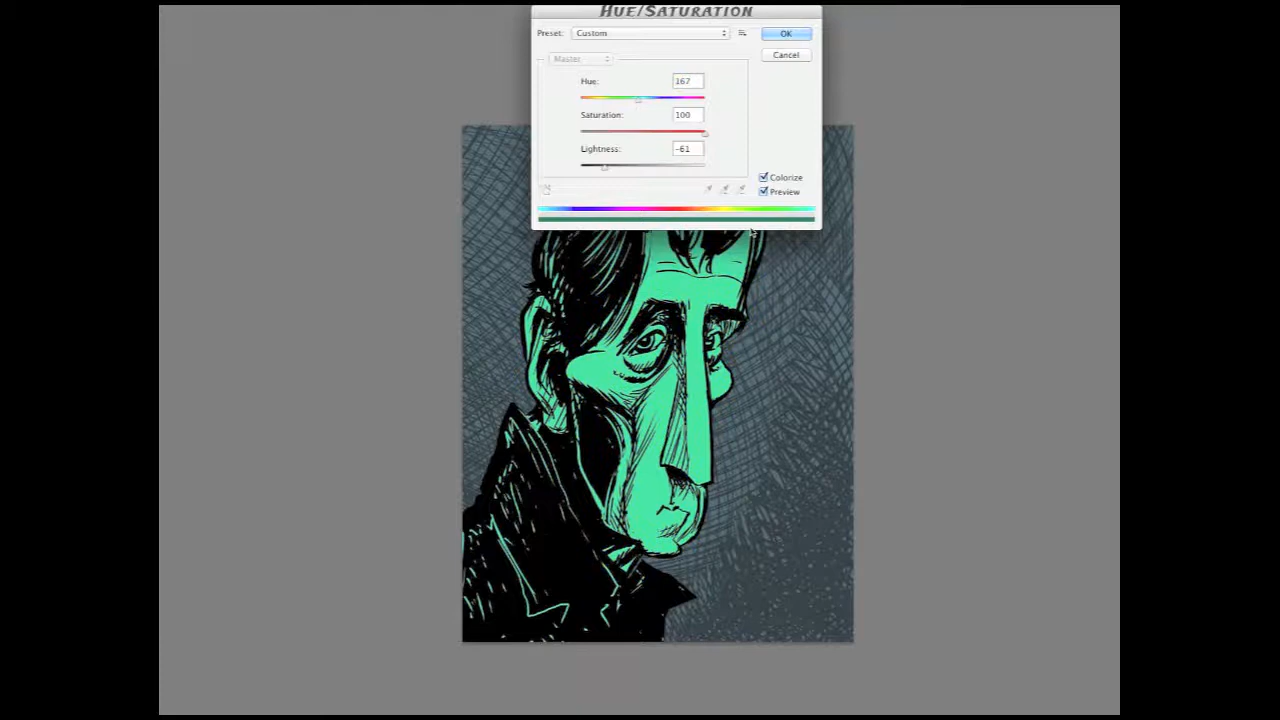 Hue/Saturation
Preset: Custom
OK
Cancel
Master
Hue: 167
Saturation: 100
Lightness: -61
Colorize
Preview